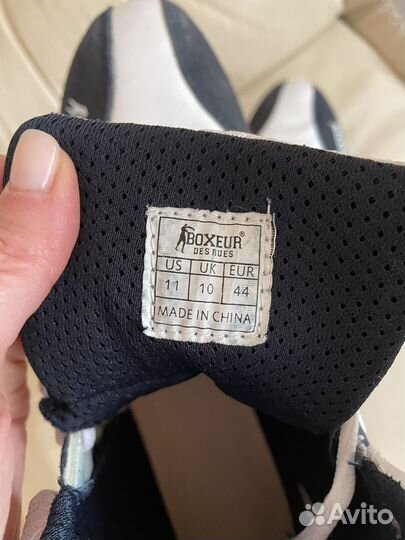 BOXEUR®
DES RUES
US UK EUR
11 10 44
MADE IN CHINA
Avito